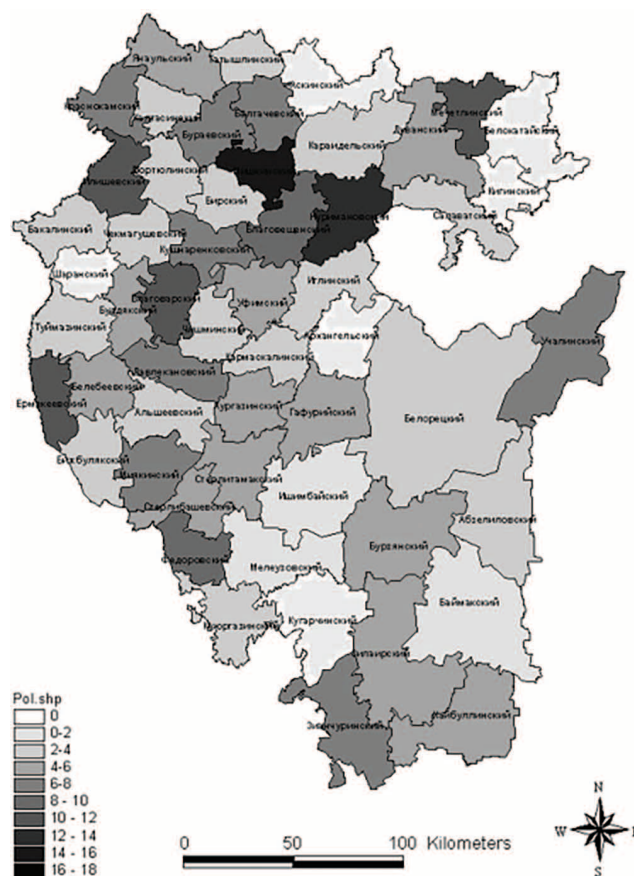 Янаульский
Татышлинский
Аскинский
Краснокамский
Балтачевский
Мечетлинский
Бураевский
Дуванский
Белокатайский
Караидельский
Илишевский
Бирский
Кигинский
Салаватский
Бакалинский
Чекмагушевский
Благовещенский
Нуримановский
Кушнаренковский
Шаранский
Иглинский
Благоварский
Уфимский
Туймазинский
Чишминский
Архангельский
Учалинский
Кармаскалинский
Белебеевский
Давлекановский
Ермекеевский
Альшеевский
Аургазинский
Гафурийский
Белорецкий
Бижбулякский
Миякинский
Стерлитамакский
Ишимбайский
Стерлибашевский
Абзелиловский
Бурзянский
Федоровский
Мелеузовский
Баймакский
Куюргазинский
Кугарчинский
Зилаирский
Хайбуллинский
Зианчуринский
Pol.shp
0
0-2
2-4
4-6
6-8
8 - 10
10 - 12
12 - 14
14 - 16
16 - 18
0 50 100 Kilometers
N
W E
S